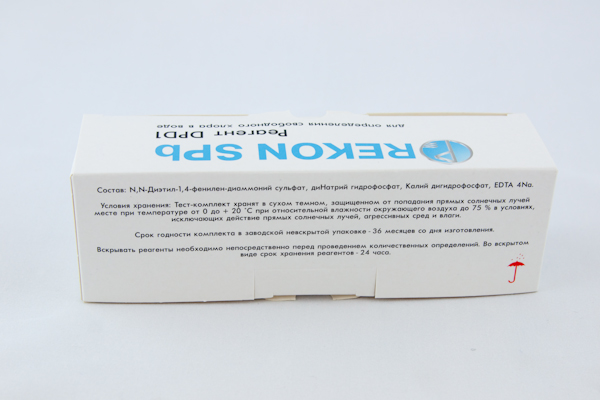 REKON SPb
Реагент DPD1
для определения свободного хлора в воде
Состав: N,N-Диэтил-1,4-фенилен-диаммоний сульфат, диНатрий гидрофосфат, Калий дигидрофосфат, EDTA 4Na.
Условия хранения: Тест-комплект хранят в сухом темном, защищенном от попадания прямых солнечных лучей
месте при температуре от 0 до + 20 °С при относительной влажности окружающего воздуха до 75 % в условиях,
исключающих действие прямых солнечных лучей, агрессивных сред и влаги.
Срок годности комплекта в заводской невскрытой упаковке - 36 месяцев со дня изготовления.
Вскрывать реагенты необходимо непосредственно перед проведением количественных определений. Во вскрытом
виде срок хранения реагентов - 24 часа.